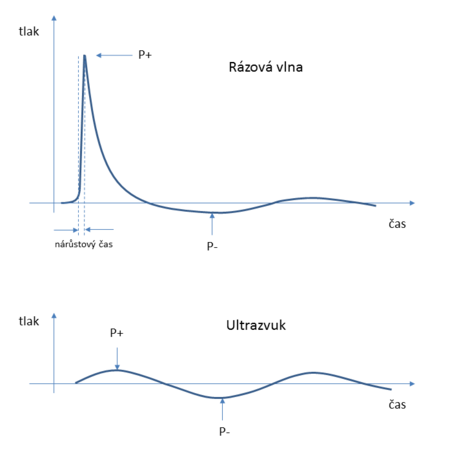 tlak
P+
Rázová vlna
čas
nárůstový čas
P-
tlak
P+
Ultrazvuk
čas
P-